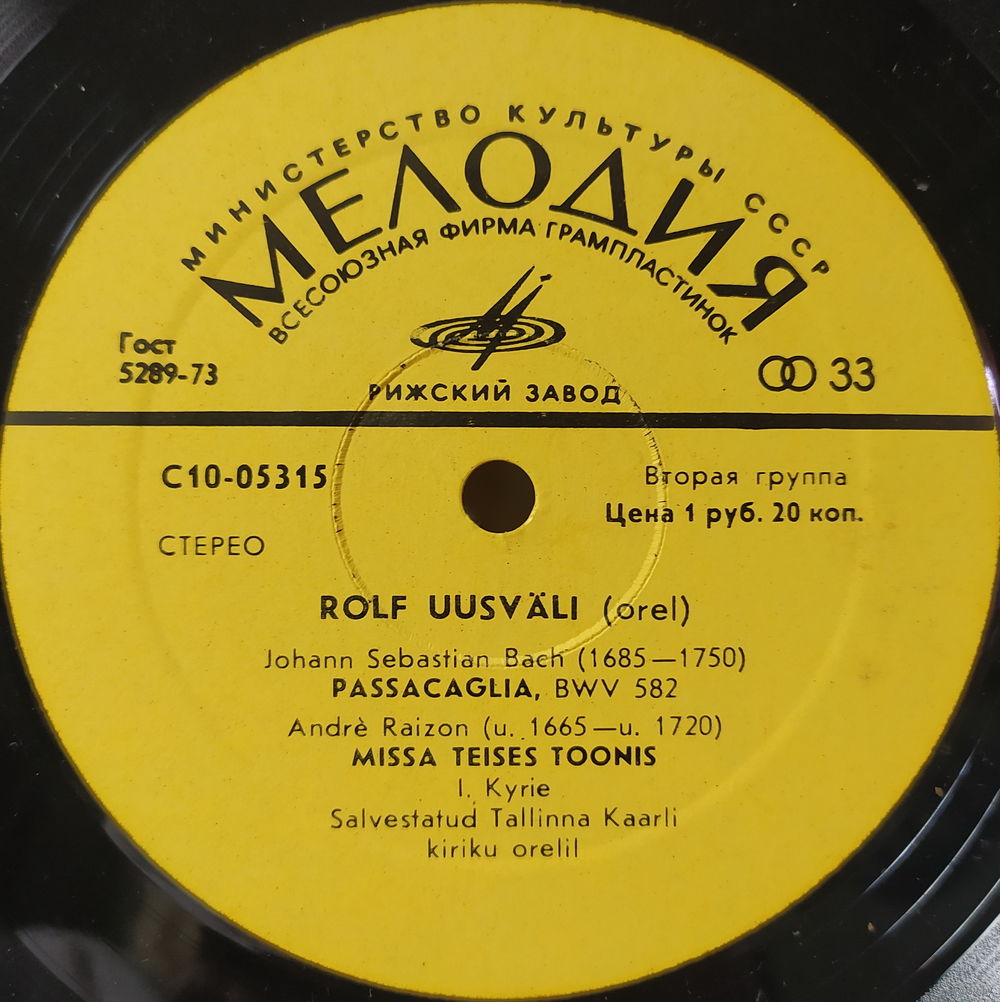 МИНИСТЕРСТВО КУЛЬТУРЫ СССР
МЕЛОДИЯ
ВСЕСОЮЗНАЯ ФИРМА ГРАМПЛАСТИНОК
Гост
5289-73
РИЖСКИЙ ЗАВОД
33
С10-05315
Вторая группа
Цена 1 руб. 20 коп.
СТЕРЕО
ROLF UUSVÄLI (orel)
Johann Sebastian Bach (1685—1750)
PASSACAGLIA, BWV 582
Andrè Raizon (u. 1665—u. 1720)
MISSA TEISES TOONIS
I. Kyrie
Salvestatud Tallinna Kaarli
kiriku orelil